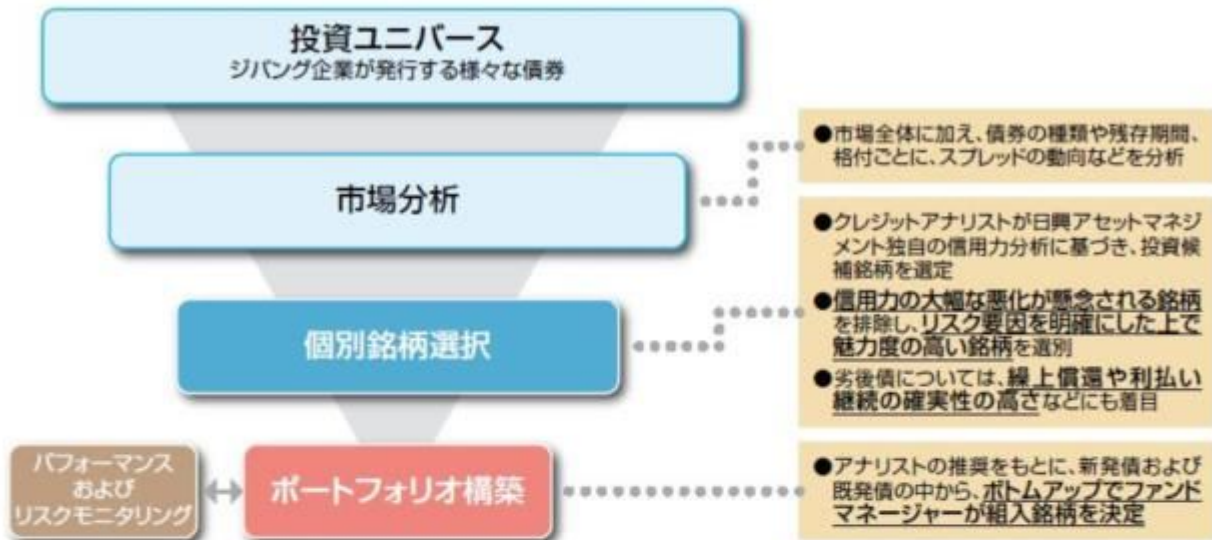 投資ユニバース
ジパング企業が発行する様々な債券
市場分析
●市場全体に加え、債券の種類や残存期間、
格付ごとに、スプレッドの動向などを分析
個別銘柄選択
●クレジットアナリストが日興アセットマネジ
メント独自の信用力分析に基づき、投資候
補銘柄を選定
●信用力の大幅な悪化が懸念される銘柄
を排除し、リスク要因を明確にした上で
魅力度の高い銘柄を選別
●劣後債については、繰上償還や利払い
継続の確実性の高さなどにも着目
パフォーマンス
および
リスクモニタリング
ポートフォリオ構築
●アナリストの推奨をもとに、新発債および
既発債の中から、ボトムアップでファンド
マネージャーが組入銘柄を決定